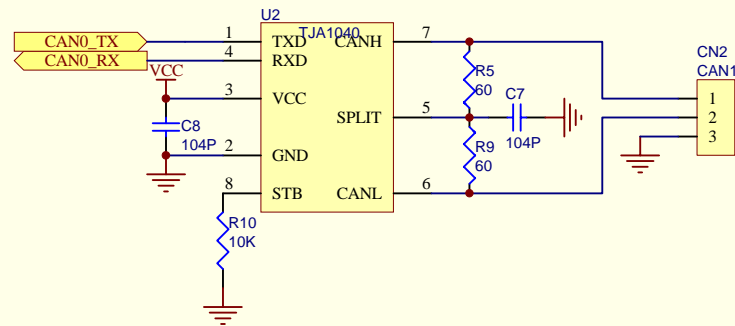 U2
TJA1040
CAN0_TX
CAN0_RX
1
TXD
CANH
7
4
RXD
VCC
3
VCC
C8
104P
SPLIT
5
2
GND
8
STB
CANL
6
R10
10K
R5
60
C7
104P
R9
60
CN2
CAN1
1
2
3